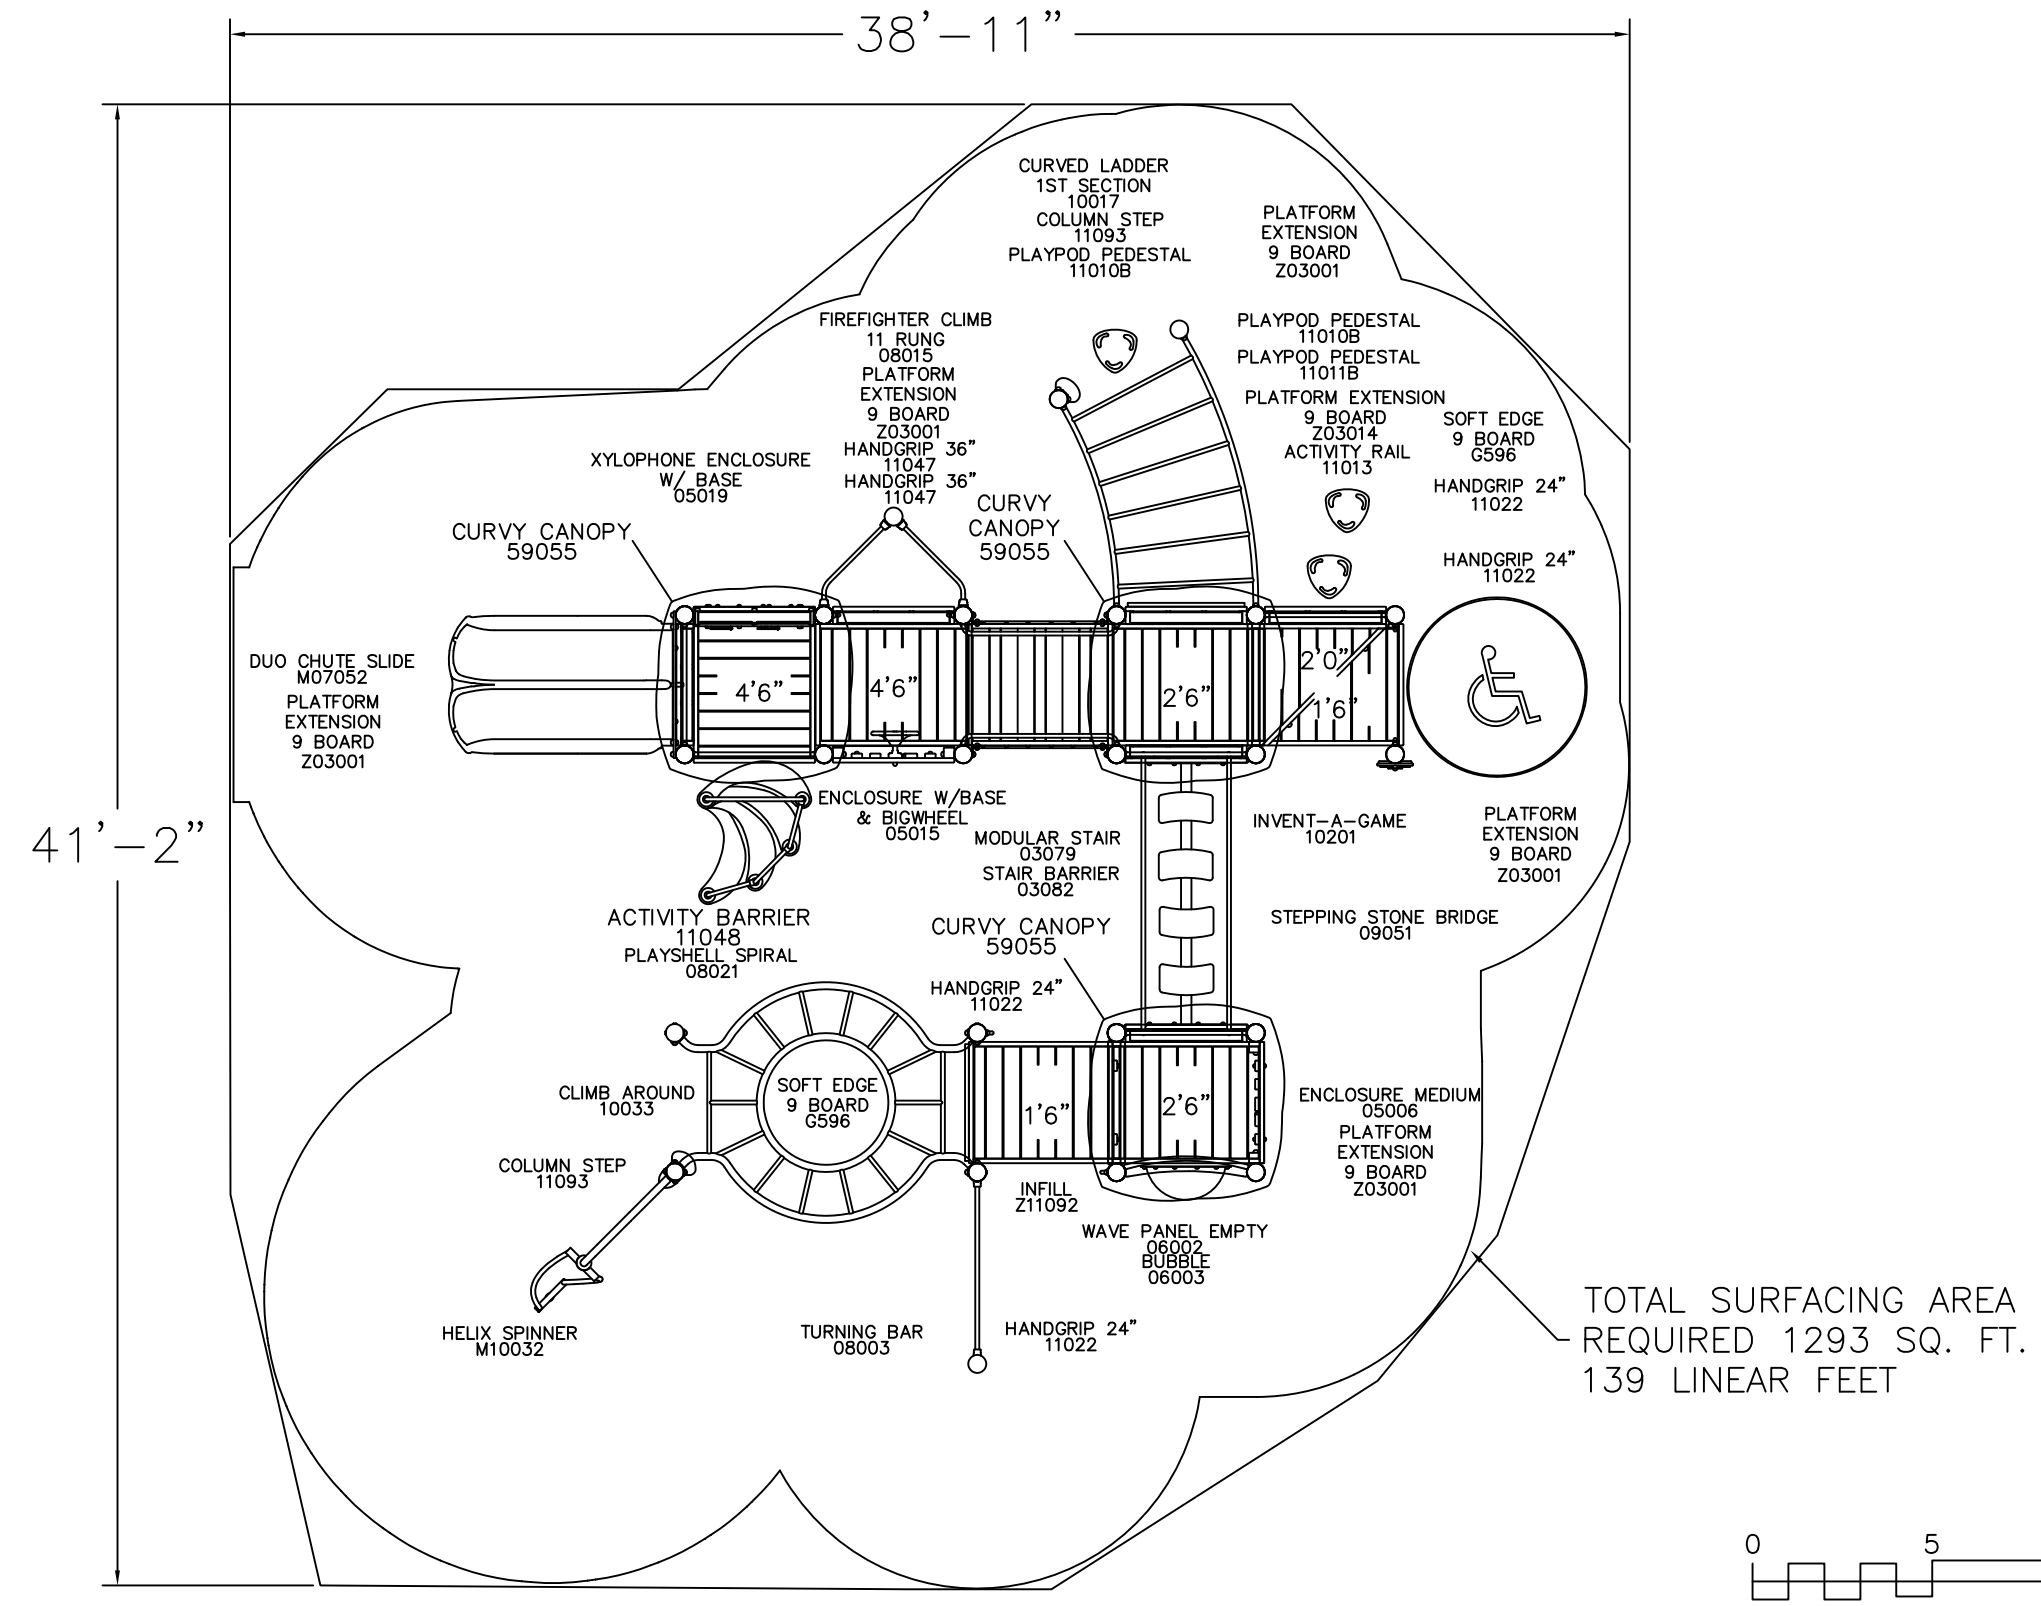 38'-11"
CURVED LADDER
1ST SECTION
10017
COLUMN STEP
11093
PLAYPOD PEDESTAL
11010B
PLATFORM
EXTENSION
9 BOARD
Z03001
FIREFIGHTER CLIMB
11 RUNG
08015
PLATFORM
EXTENSION
9 BOARD
Z03001
HANDGRIP 36"
11047
HANDGRIP 36"
11047
PLAYPOD PEDESTAL
11010B
PLAYPOD PEDESTAL
11011B
PLATFORM EXTENSION
9 BOARD
Z03014
ACTIVITY RAIL
11013
SOFT EDGE
9 BOARD
G596
HANDGRIP 24"
11022
HANDGRIP 24"
11022
XYLOPHONE ENCLOSURE
W/ BASE
05019
CURVY CANOPY
59055
CURVY
CANOPY
59055
DUO CHUTE SLIDE
M07052
PLATFORM
EXTENSION
9 BOARD
Z03001
4'6"
4'6"
2'6"
2'0"
1'6"
41'-2"
ENCLOSURE W/BASE
& BIGWHEEL
05015
MODULAR STAIR
03079
STAIR BARRIER
03082
INVENT-A-GAME
10201
PLATFORM
EXTENSION
9 BOARD
Z03001
ACTIVITY BARRIER
11048
PLAYSHELL SPIRAL
08021
CURVY CANOPY
59055
STEPPING STONE BRIDGE
09051
HANDGRIP 24"
11022
CLIMB AROUND
10033
SOFT EDGE
9 BOARD
G596
1'6"
2'6"
ENCLOSURE MEDIUM
05006
PLATFORM
EXTENSION
9 BOARD
Z03001
COLUMN STEP
11093
INFILL
Z11092
WAVE PANEL EMPTY
06002
BUBBLE
06003
HELIX SPINNER
M10032
TURNING BAR
08003
HANDGRIP 24"
11022
TOTAL SURFACING AREA
REQUIRED 1293 SQ. FT.
139 LINEAR FEET
0 5